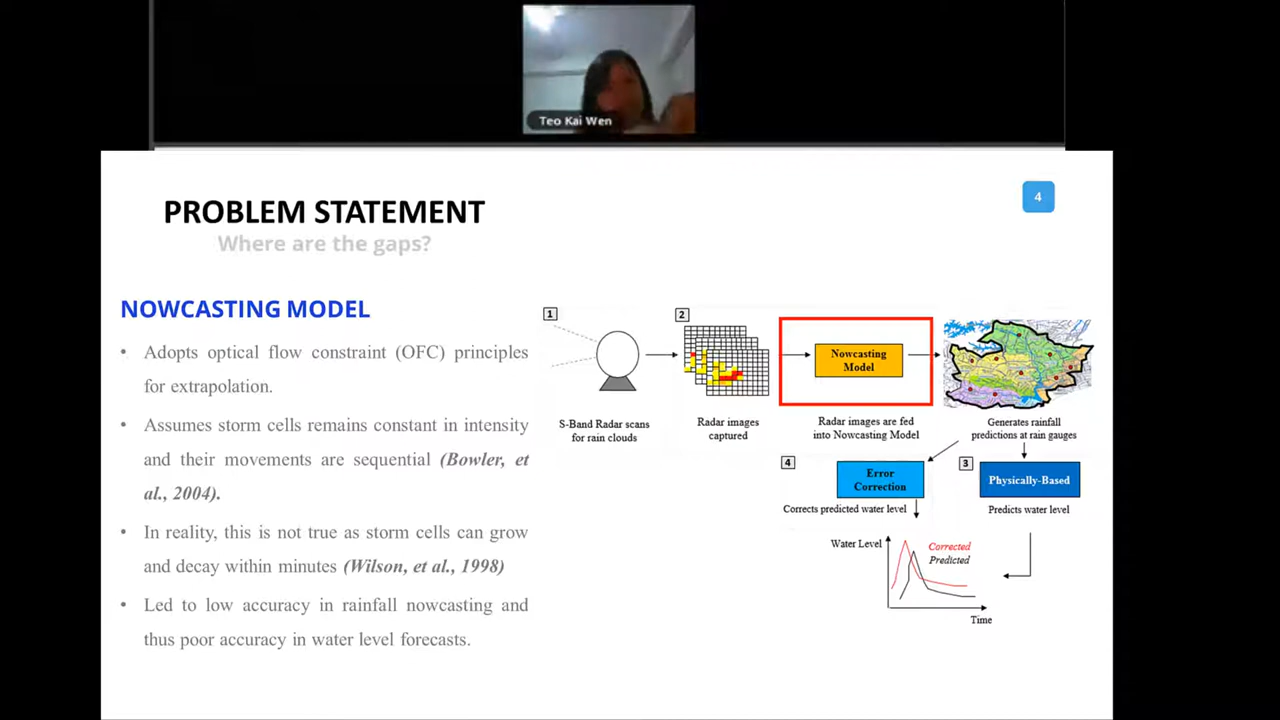 Teo Kai Wen
PROBLEM STATEMENT
4
Where are the gaps?
NOWCASTING MODEL
• Adopts optical flow constraint (OFC) principles
for extrapolation.
• Assumes storm cells remains constant in intensity
and their movements are sequential (Bowler, et
al., 2004).
• In reality, this is not true as storm cells can grow
and decay within minutes (Wilson, et al., 1998)
• Led to low accuracy in rainfall nowcasting and
thus poor accuracy in water level forecasts.
1
2
Nowcasting
Model
S-Band Radar scans
for rain clouds
Radar images
captured
Radar images are fed
into Nowcasting Model
Generates rainfall
predictions at rain gauges
4
Error
Correction
3
Physically-Based
Corrects predicted water level
Predicts water level
Water Level
Corrected
Predicted
Time